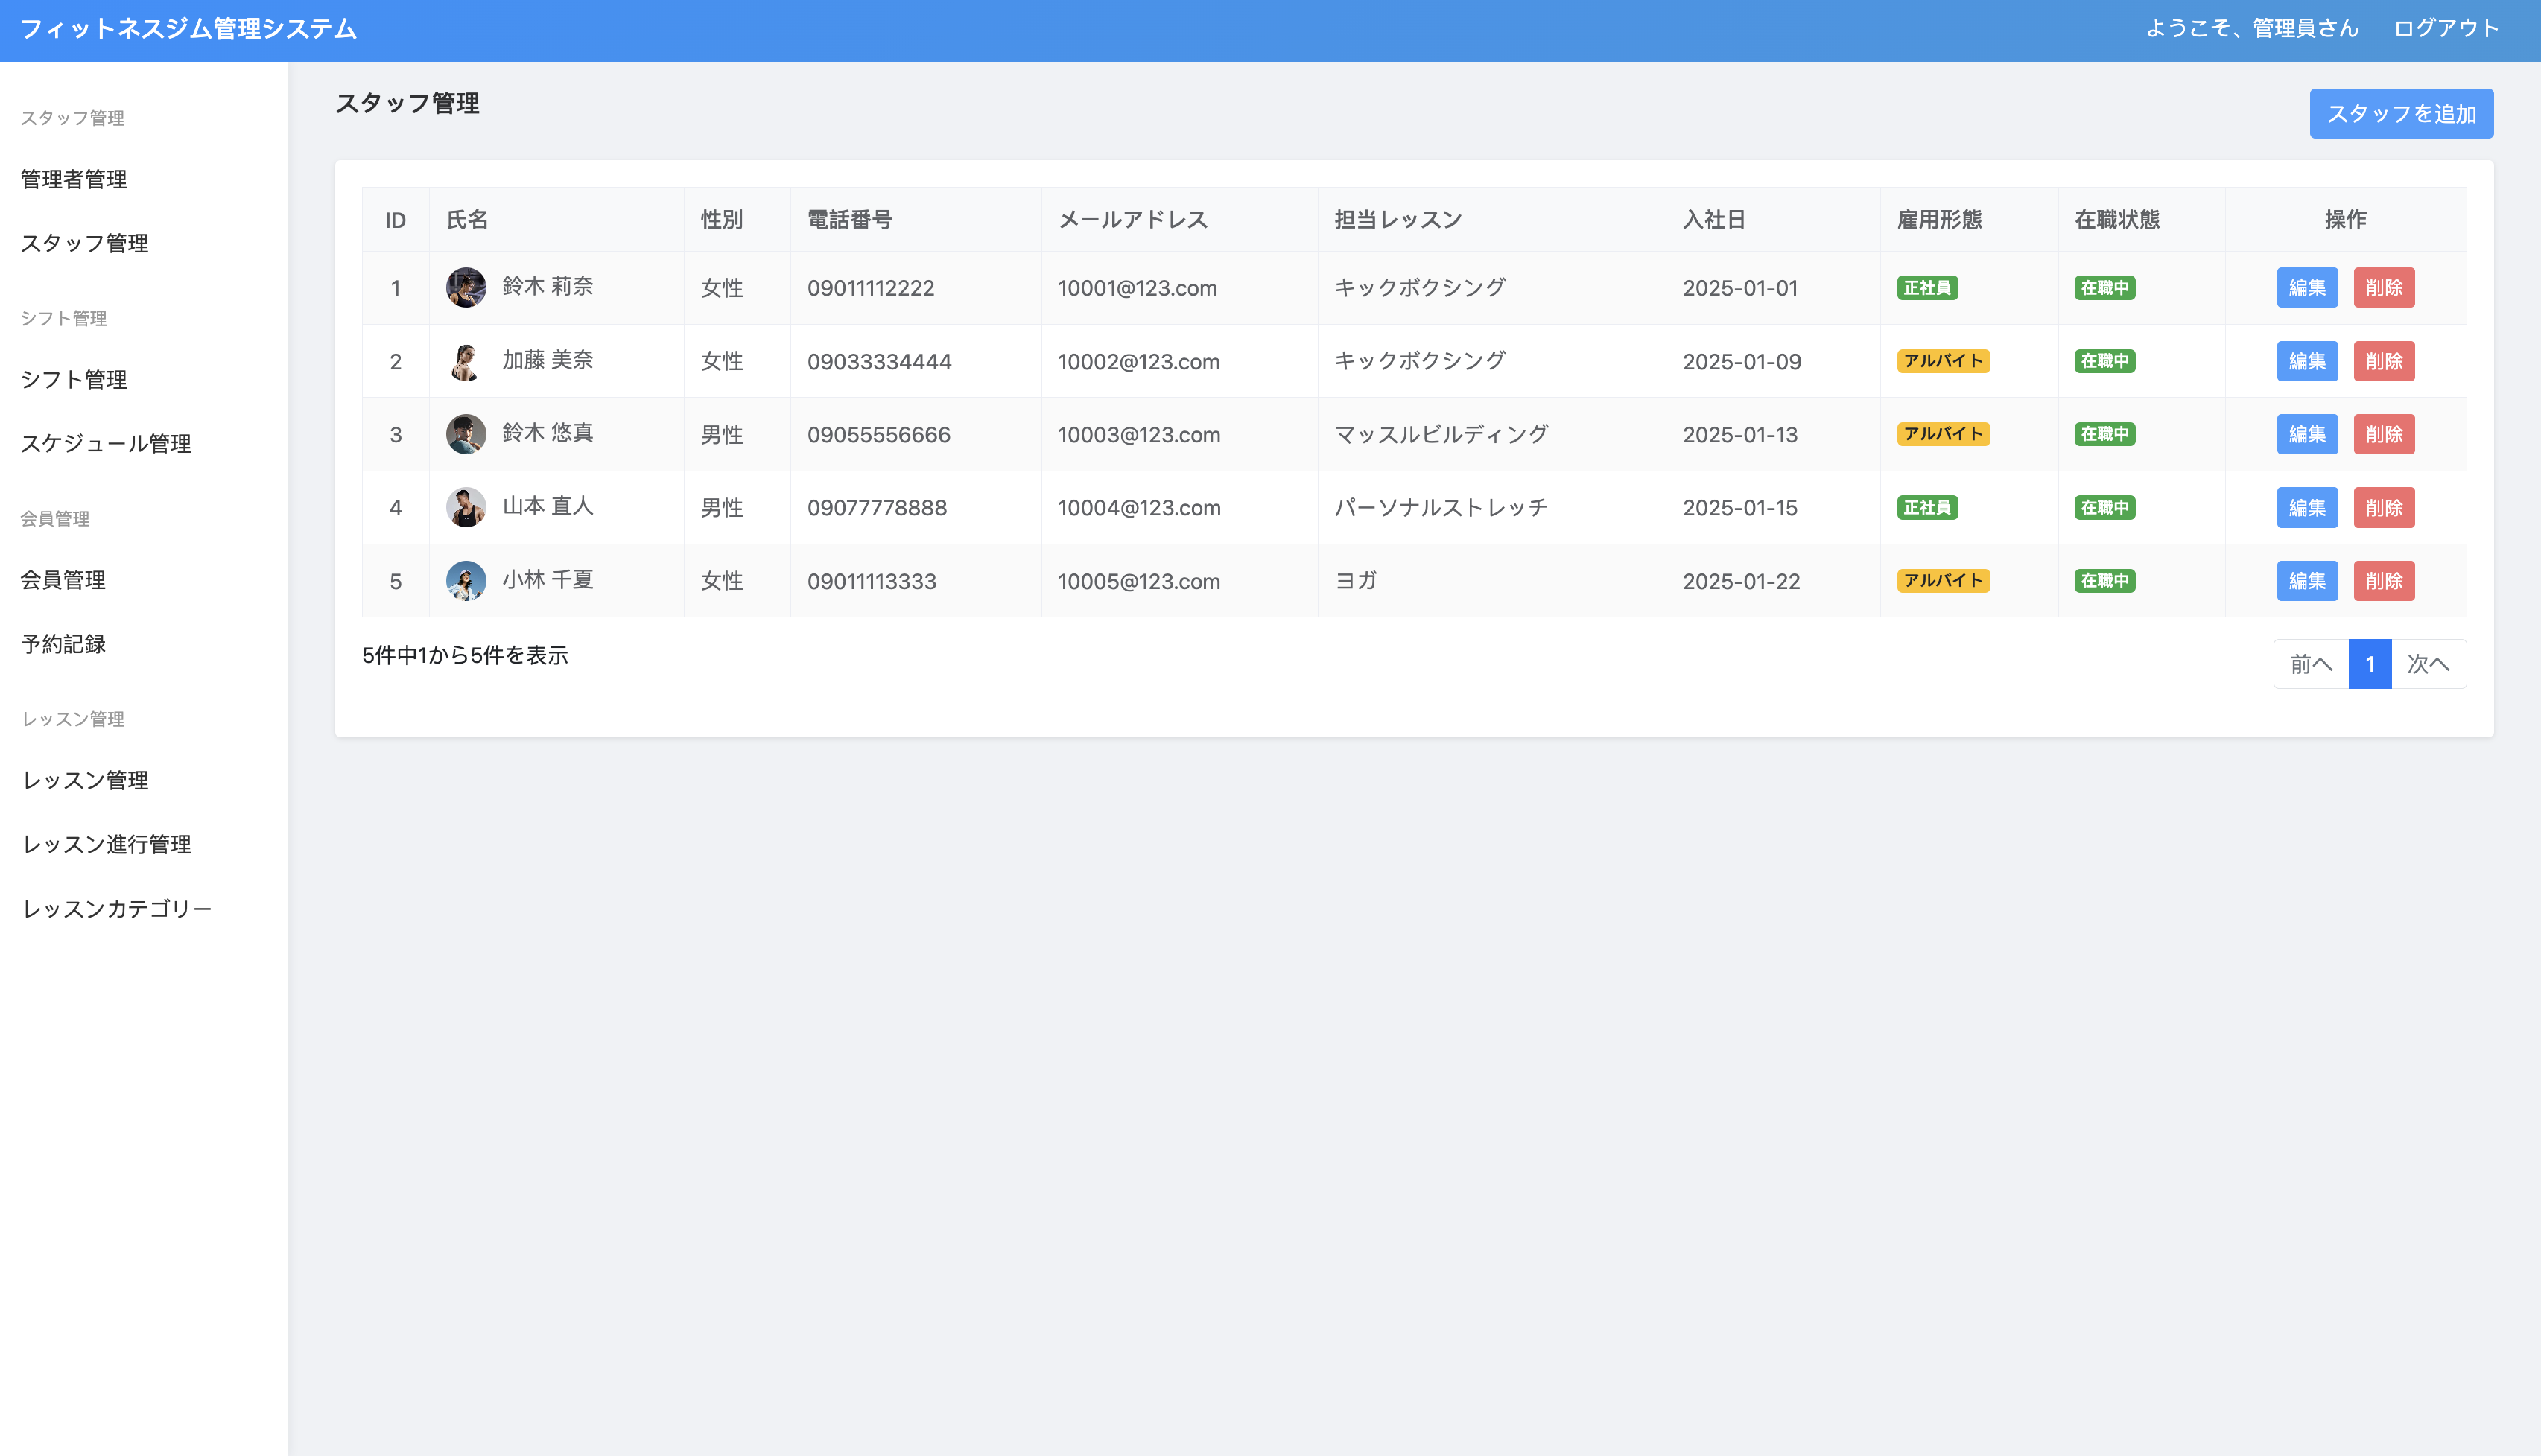 フィットネスジム管理システム
ようこそ、管理員さん ログアウト
スタッフ管理
管理者管理
スタッフ管理
シフト管理
シフト管理
スケジュール管理
会員管理
会員管理
予約記録
レッスン管理
レッスン管理
レッスン進行管理
レッスンカテゴリー
スタッフ管理
スタッフを追加
ID 氏名 性別 電話番号 メールアドレス 担当レッスン 入社日 雇用形態 在職状態 操作
1 鈴木 莉奈 女性 09011112222 10001@123.com キックボクシング 2025-01-01 正社員 在職中 編集 削除
2 加藤 美奈 女性 09033334444 10002@123.com キックボクシング 2025-01-09 アルバイト 在職中 編集 削除
3 鈴木 悠真 男性 09055556666 10003@123.com マッスルビルディング 2025-01-13 アルバイト 在職中 編集 削除
4 山本 直人 男性 09077778888 10004@123.com パーソナルストレッチ 2025-01-15 正社員 在職中 編集 削除
5 小林 千夏 女性 09011113333 10005@123.com ヨガ 2025-01-22 アルバイト 在職中 編集 削除
5件中1から5件を表示
前へ 1 次へ